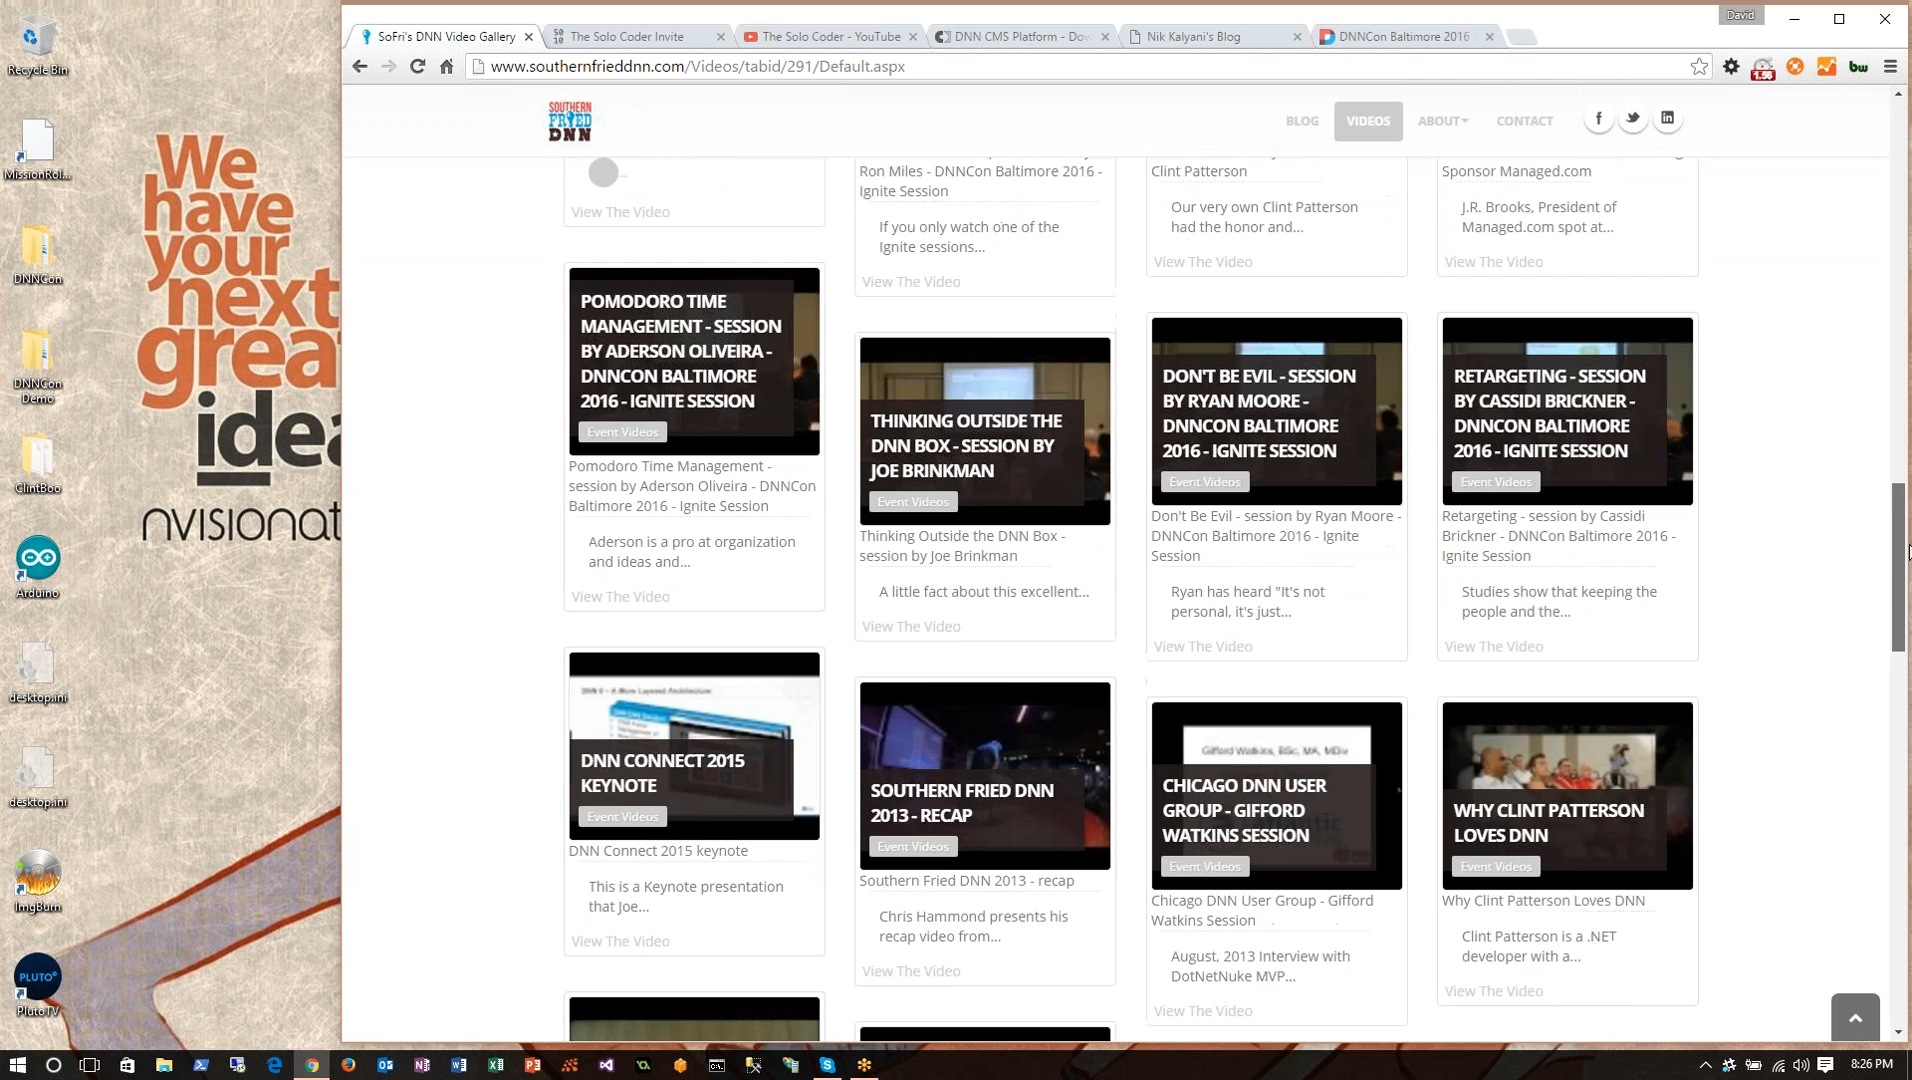 Recycle Bin
MissionRol...
DNNCon
DNNCon
Demo
ClintBoo
Arduino
desktop.ini
desktop.ini
ImgBurn
PLUTO
PlutoTV
We
have
your
next
grea
idea
nvisionat
David
SoFri's DNN Video Gallery
The Solo Coder Invite
The Solo Coder - YouTube
DNN CMS Platform - Dow
Nik Kalyani's Blog
DNNCon Baltimore 2016
www.southernfrieddnn.com/Videos/tabid/291/Default.aspx
1.56
bw
SOUTHERN
FRIED
DNN
BLOG
VIDEOS
ABOUT
CONTACT
...
View The Video
Ron Miles - DNNCon Baltimore 2016 -
Ignite Session
If you only watch one of the
Ignite sessions...
View The Video
Clint Patterson
Our very own Clint Patterson
had the honor and...
View The Video
Sponsor Managed.com
J.R. Brooks, President of
Managed.com spot at...
View The Video
POMODORO TIME
MANAGEMENT - SESSION
BY ADERSON OLIVEIRA -
DNNCON BALTIMORE
2016 - IGNITE SESSION
Event Videos
Pomodoro Time Management -
session by Aderson Oliveira - DNNCon
Baltimore 2016 - Ignite Session
Aderson is a pro at organization
and ideas and...
View The Video
THINKING OUTSIDE THE
DNN BOX - SESSION BY
JOE BRINKMAN
Event Videos
Thinking Outside the DNN Box -
session by Joe Brinkman
A little fact about this excellent...
View The Video
DON'T BE EVIL - SESSION
BY RYAN MOORE -
DNNCON BALTIMORE
2016 - IGNITE SESSION
Event Videos
Don't Be Evil - session by Ryan Moore -
DNNCon Baltimore 2016 - Ignite
Session
Ryan has heard "It's not
personal, it's just...
View The Video
RETARGETING - SESSION
BY CASSIDI BRICKNER -
DNNCON BALTIMORE
2016 - IGNITE SESSION
Event Videos
Retargeting - session by Cassidi
Brickner - DNNCon Baltimore 2016 -
Ignite Session
Studies show that keeping the
people and the...
View The Video
DNN 8 - A More Layered Architecture
DNN CONNECT 2015
KEYNOTE
Event Videos
DNN Connect 2015 keynote
This is a Keynote presentation
that Joe...
View The Video
SOUTHERN FRIED DNN
2013 - RECAP
Event Videos
Southern Fried DNN 2013 - recap
Chris Hammond presents his
recap video from...
View The Video
Gifford Watkins, BSc, MA, MDiv
CHICAGO DNN USER
GROUP - GIFFORD
WATKINS SESSION
Event Videos
Chicago DNN User Group - Gifford
Watkins Session
August, 2013 Interview with
DotNetNuke MVP...
View The Video
WHY CLINT PATTERSON
LOVES DNN
Event Videos
Why Clint Patterson Loves DNN
Clint Patterson is a .NET
developer with a...
View The Video
8:26 PM